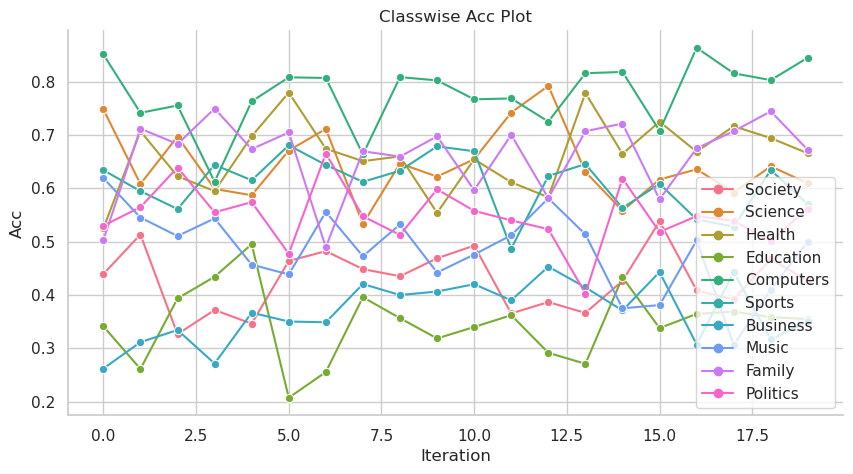 Classwise Acc Plot
Acc
0.8
0.7
0.6
0.5
0.4
0.3
0.2
Society
Science
Health
Education
Computers
Sports
Business
Music
Family
Politics
0.0 2.5 5.0 7.5 10.0 12.5 15.0 17.5
Iteration